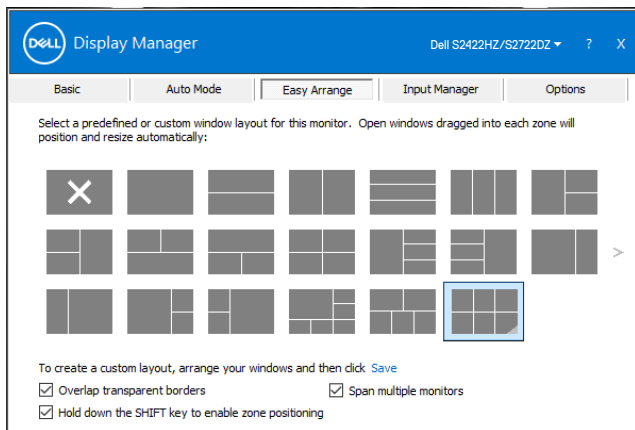 DELL Display Manager
Dell S2422HZ/S2722DZ ? X
Basic Auto Mode Easy Arrange Input Manager Options
Select a predefined or custom window layout for this monitor. Open windows dragged into each zone will
position and resize automatically:
>
To create a custom layout, arrange your windows and then click Save
Overlap transparent borders Span multiple monitors
Hold down the SHIFT key to enable zone positioning